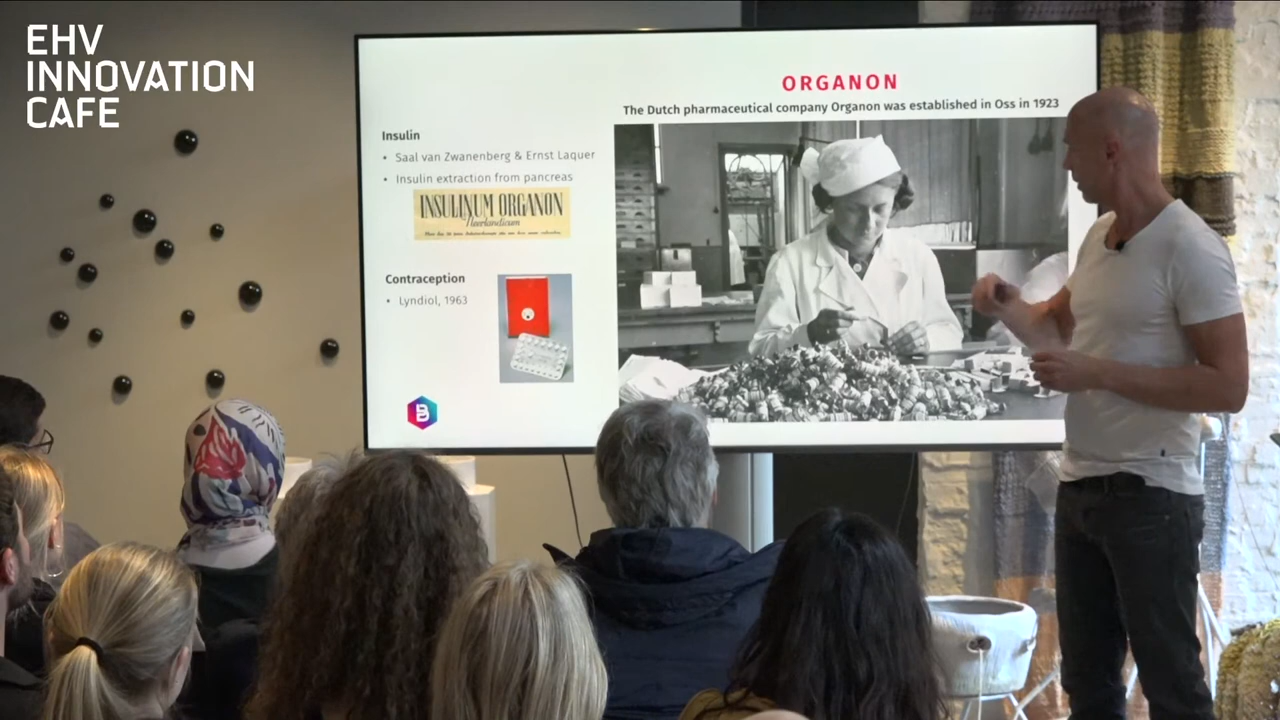 EHV
INNOVATION
CAFE
ORGANON
The Dutch pharmaceutical company Organon was established in Oss in 1923
Insulin
• Saal van Zwanenberg & Ernst Laquer
• Insulin extraction from pancreas
INSULINUM ORGANON
Neerlandicum
Contraception
• Lyndiol, 1963
B